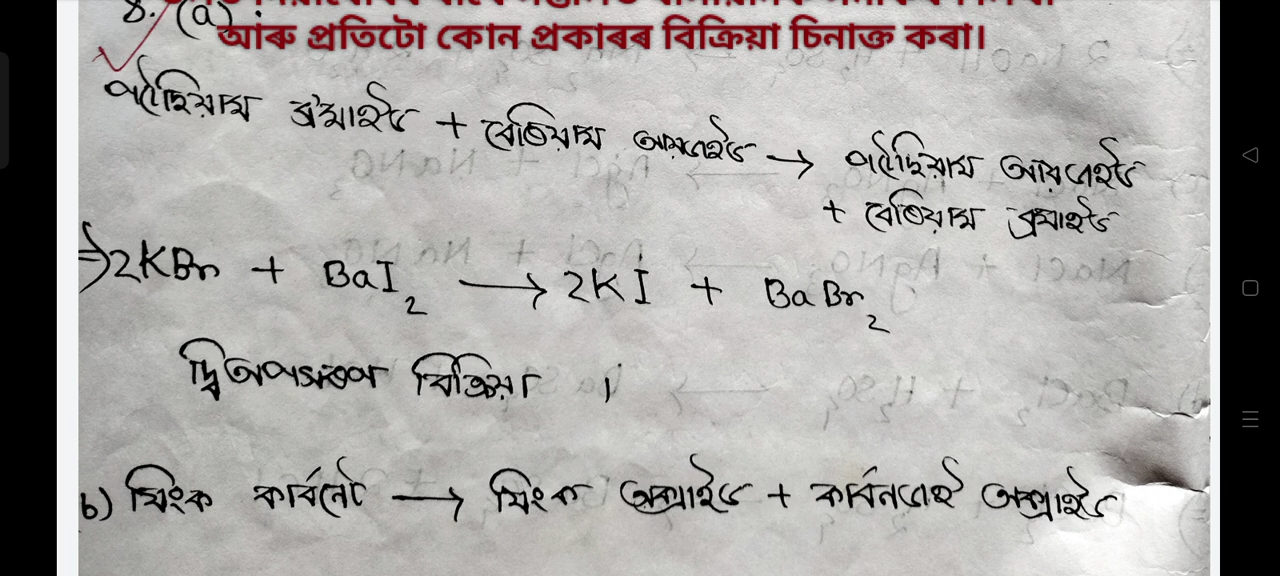 8. (a)
আৰু প্ৰতিটো কোন প্ৰকাৰৰ বিক্ৰিয়া চিনাক্ত কৰা।
পটেছিয়াম ব্ৰ'মাইড + বেৰিয়াম আয়ডাইড → পটেছিয়াম আয়ডাইড
+ বেৰিয়াম ব্ৰমাইড
⇒ 2KBr + BaI₂ → 2KI + BaBr₂
দ্বিঅপসৰণ বিক্ৰিয়া ।
b) যিংক কাৰ্বনেট → যিংক অক্সাইড + কাৰ্বনডাই অক্সাইড